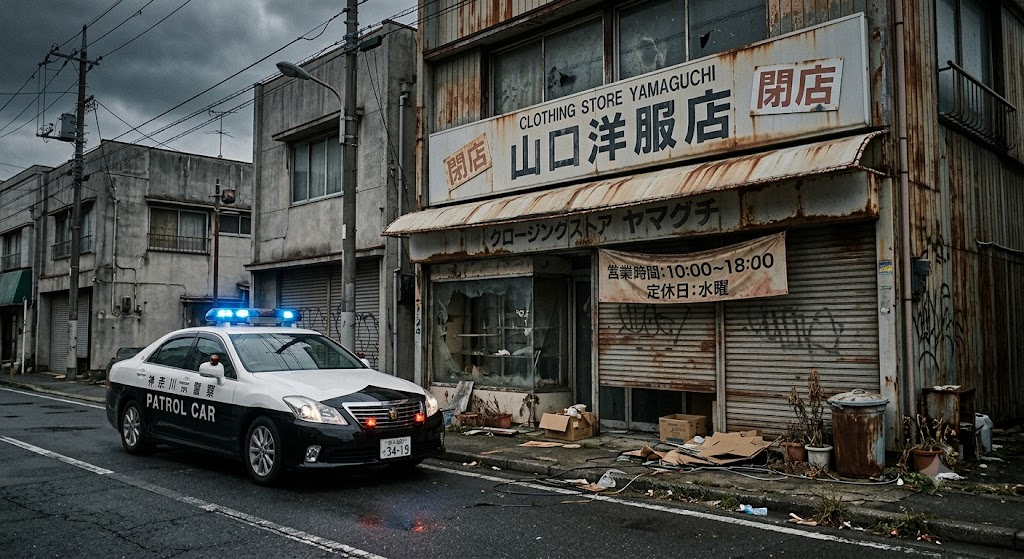 CLOTHING STORE YAMAGUCHI
閉店
山口洋服店
閉店
クロージングストア ヤマグチ
営業時間:10:00~18:00
定休日:水曜
神奈川県警察
PATROL CAR
34-19